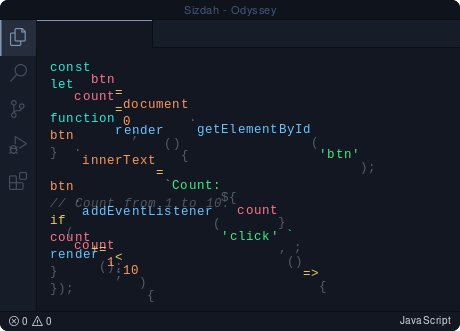 Sizdah - Odyssey
const btn = document.getElementById('btn');
let count = 0;
function render() {
btn.innerText = `Count: ${count}`;
}
btn.addEventListener('click', () => {
// Count from 1 to 10.
if (count < 10) {
count += 1;
render();
}
});
0 0 JavaScript